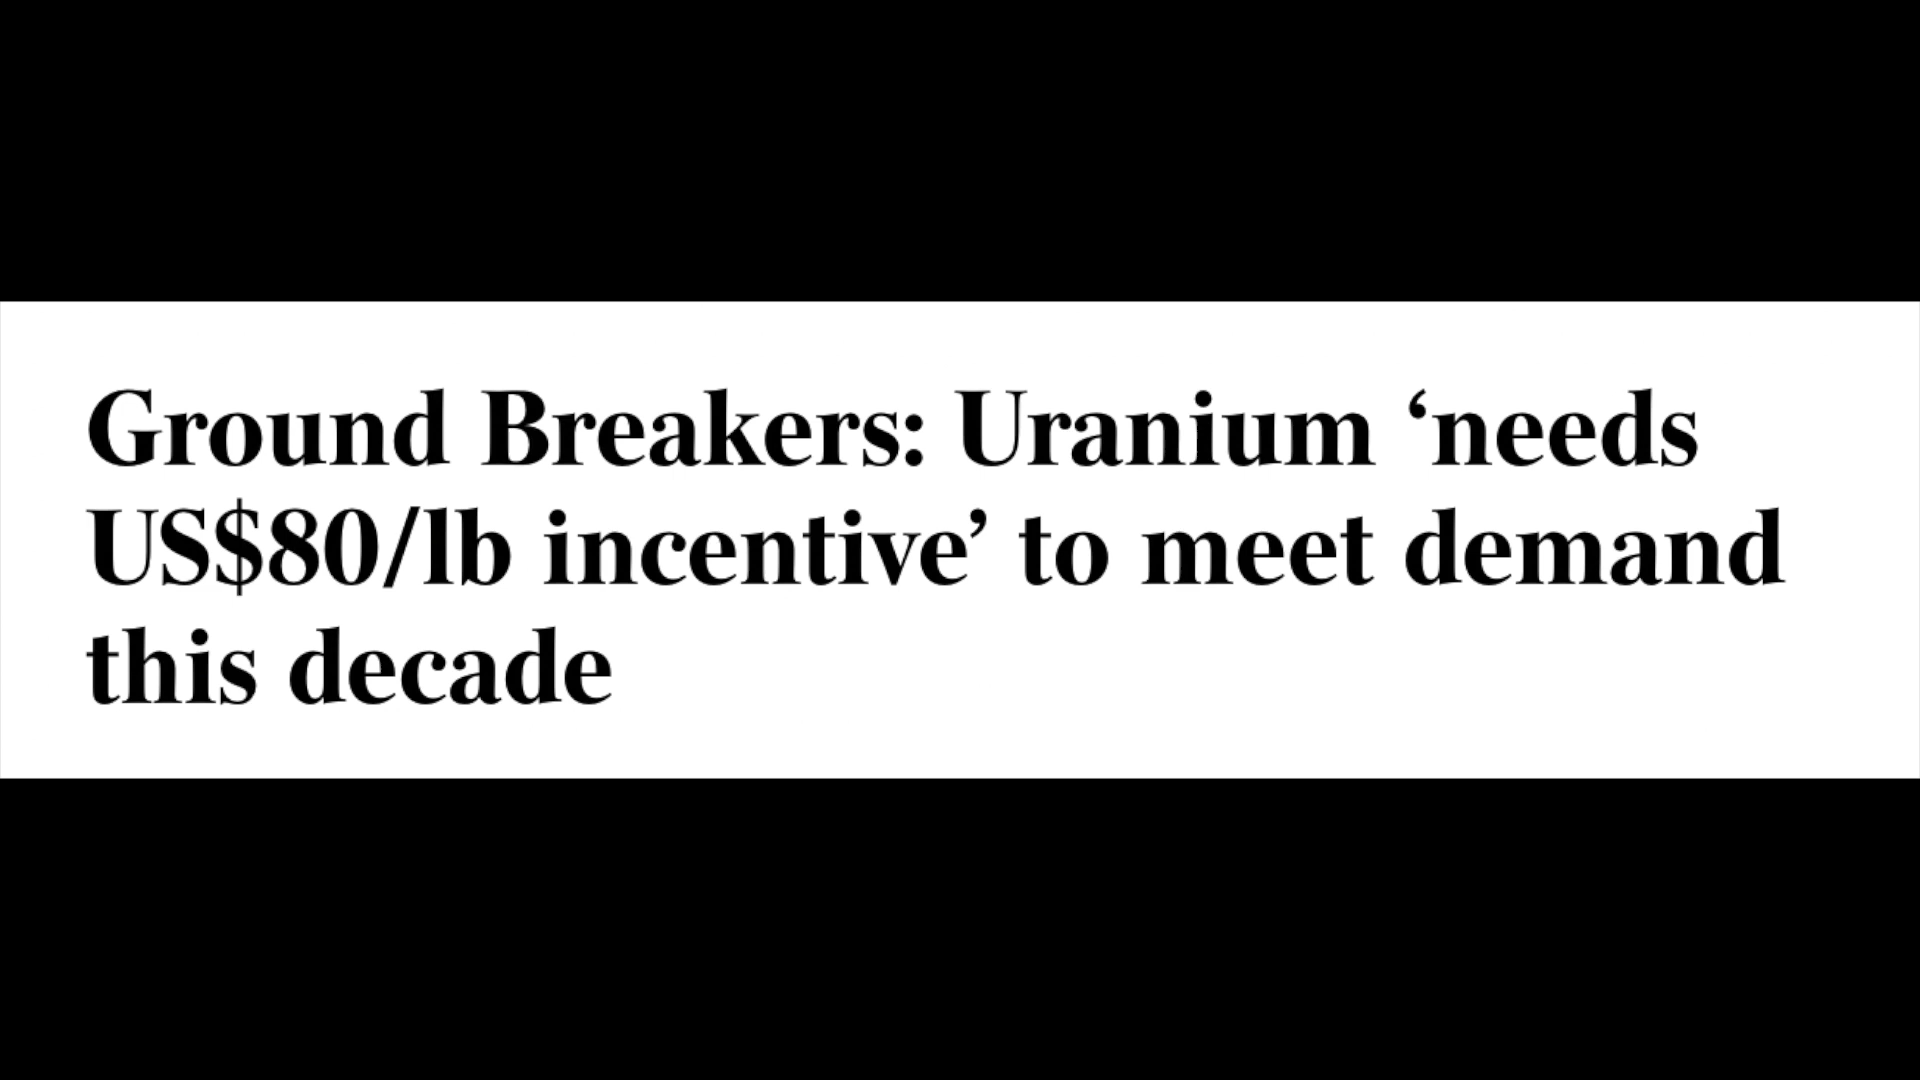 Ground Breakers: Uranium ‘needs
US$80/lb incentive’ to meet demand
this decade